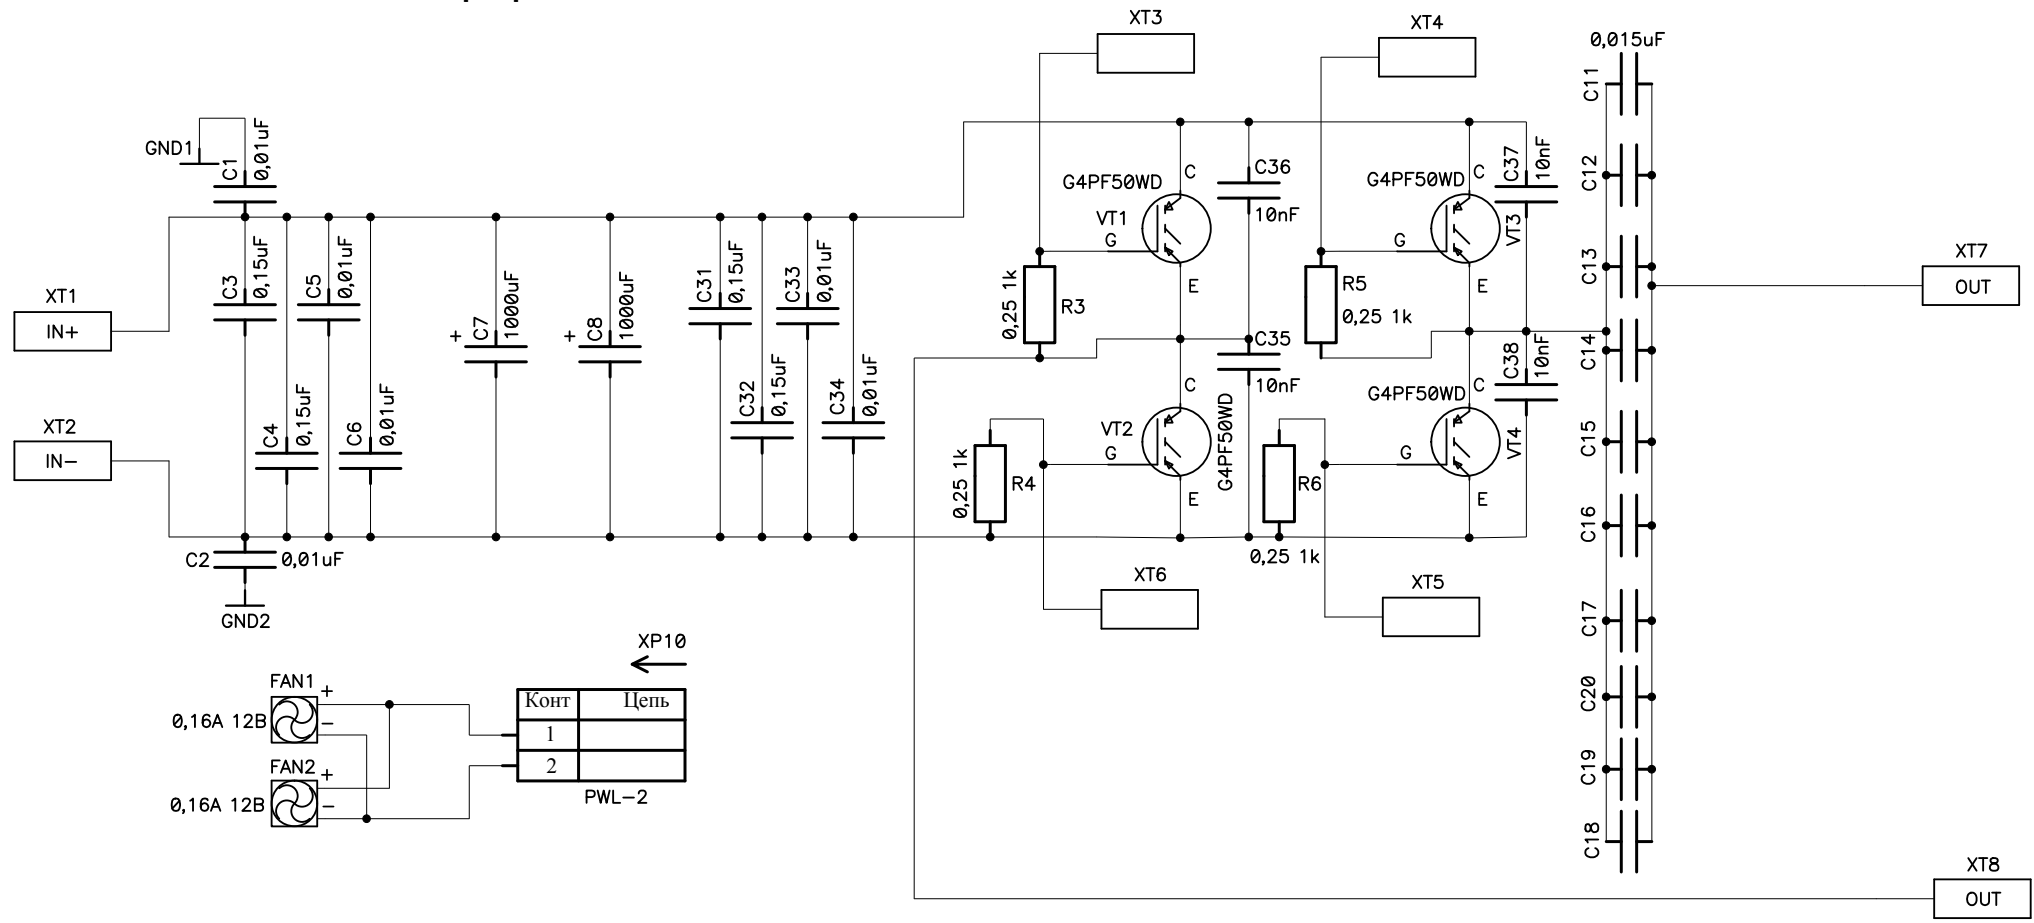 XT3
XT4
0,015uF
C11
GND1
C1
0,01uF
C36
10nF
C37
10nF
C12
C
G4PF50WD
VT1
G
E
C
G4PF50WD
VT3
G
E
C3
0,15uF
C5
0,01uF
C31
0,15uF
C33
0,01uF
C13
XT7
OUT
XT1
IN+
+
C7
1000uF
+
C8
1000uF
0,25 1k
R3
R5
0,25 1k
C35
10nF
C38
10nF
C14
XT2
IN-
C4
0,15uF
C6
0,01uF
C32
0,15uF
C34
0,01uF
C
VT2
G
E
G4PF50WD
C
G4PF50WD
VT4
G
E
C15
0,25 1k
R4
R6
0,25 1k
C16
C2
0,01uF
GND2
XT6
XT5
C17
XP10
FAN1
+
-
0,16A 12В
Конт Цепь
1
2
PWL-2
FAN2
+
-
0,16A 12В
C20
C19
C18
XT8
OUT